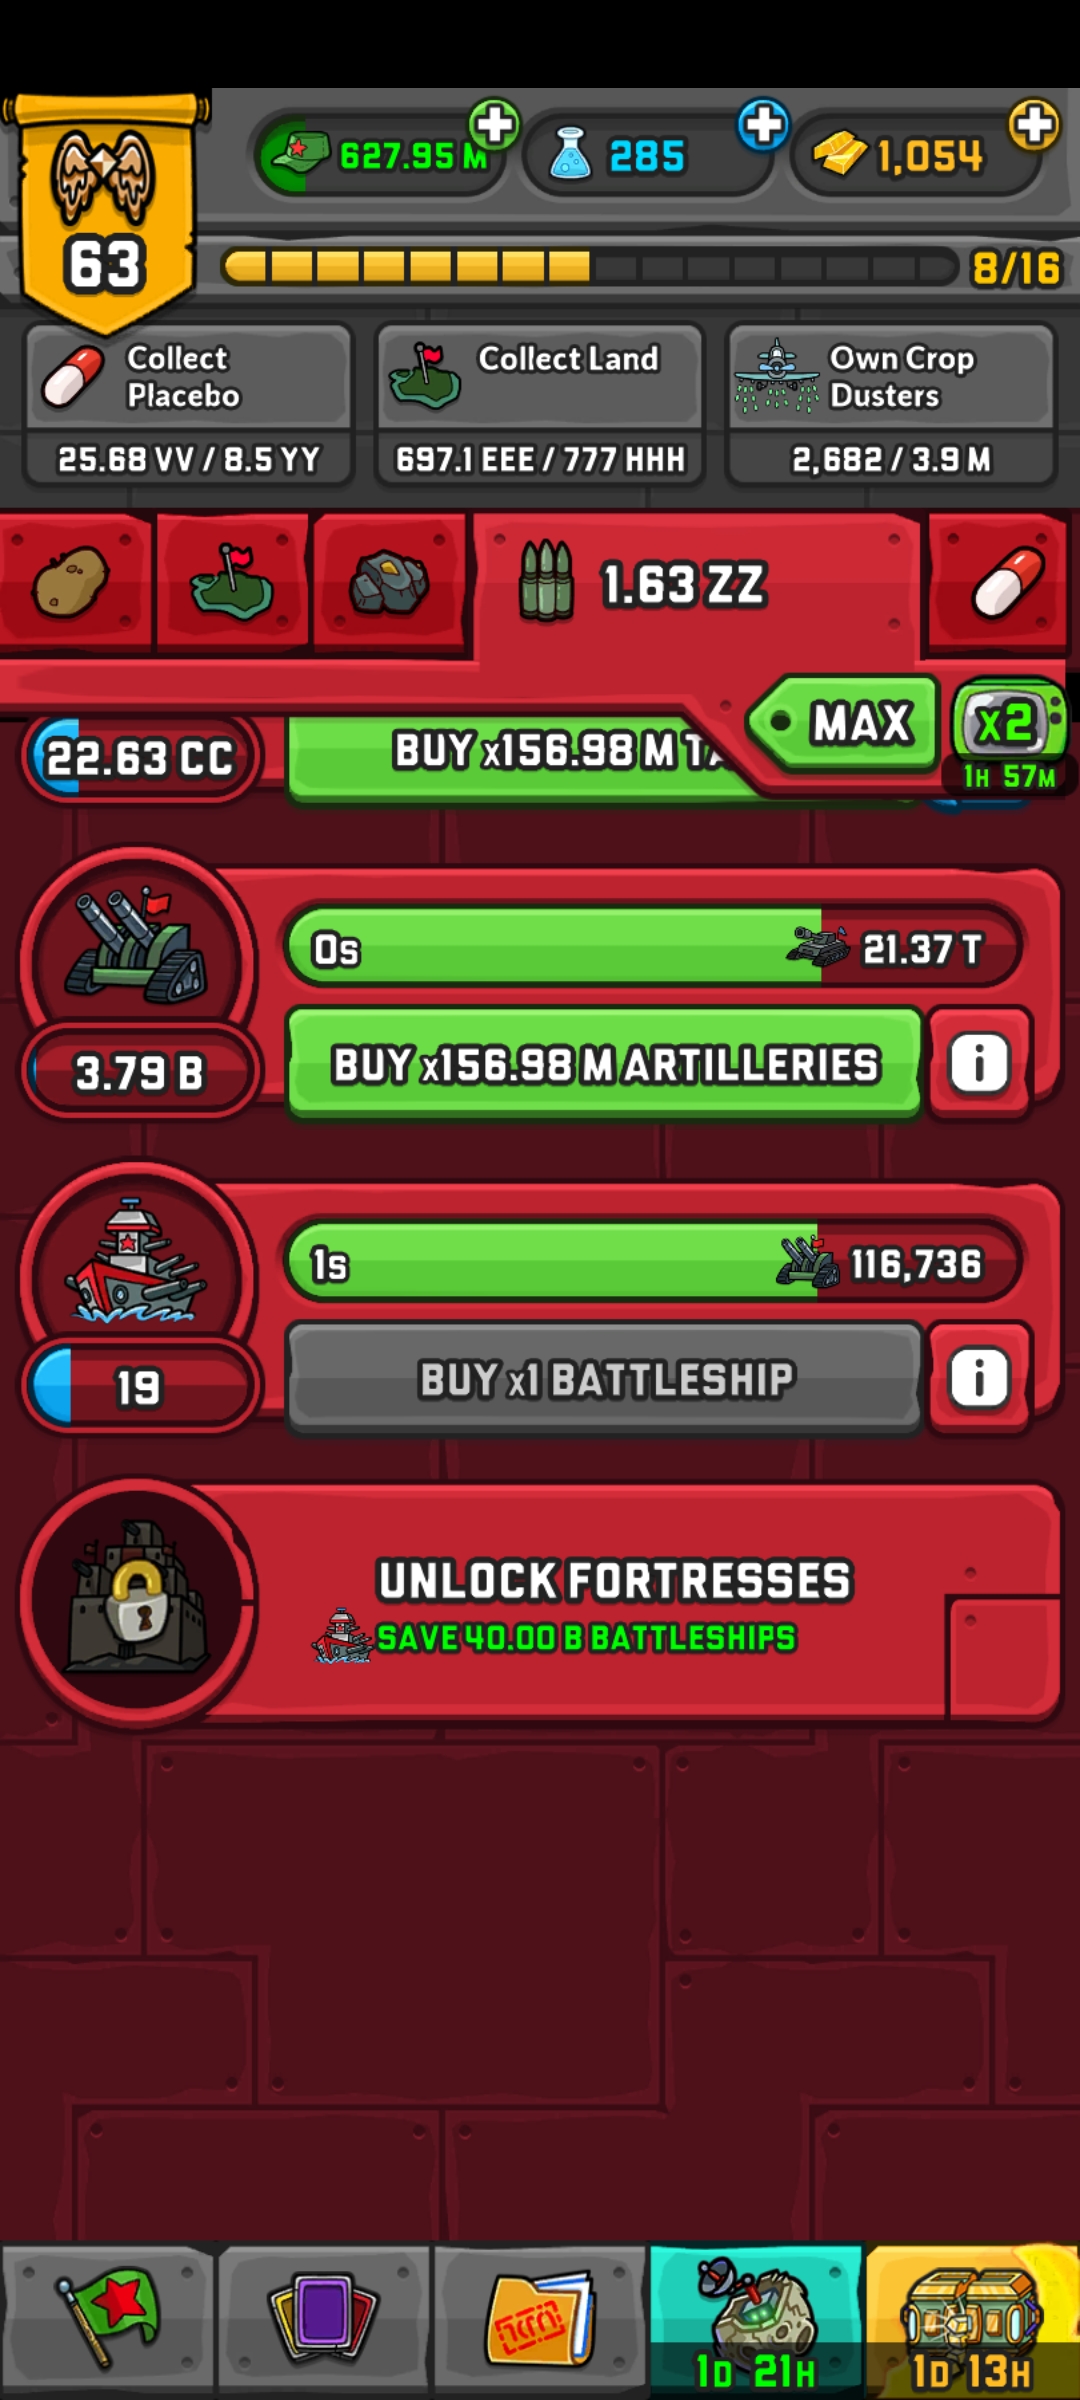 63
627.95 M
285
1,054
8/16
Collect
Placebo
25.68 VV / 8.5 YY
Collect Land
697.1 EEE / 777 HHH
Own Crop
Dusters
2,682 / 3.9 M
1.63 ZZ
MAX
x2
1H 57M
22.63 CC
BUY x156.98 M
0s
21.37 T
3.79 B
BUY x156.98 M ARTILLERIES
1s
116,736
19
BUY x1 BATTLESHIP
UNLOCK FORTRESSES
SAVE 40.00 B BATTLESHIPS
1D 21H
1D 13H